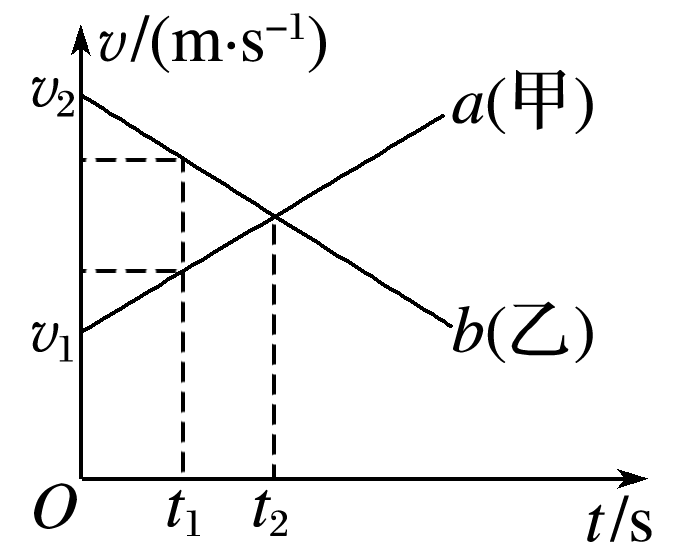 v/(m·s⁻¹)
v₂
a(甲)
v₁
b(乙)
O
t₁
t₂
t/s